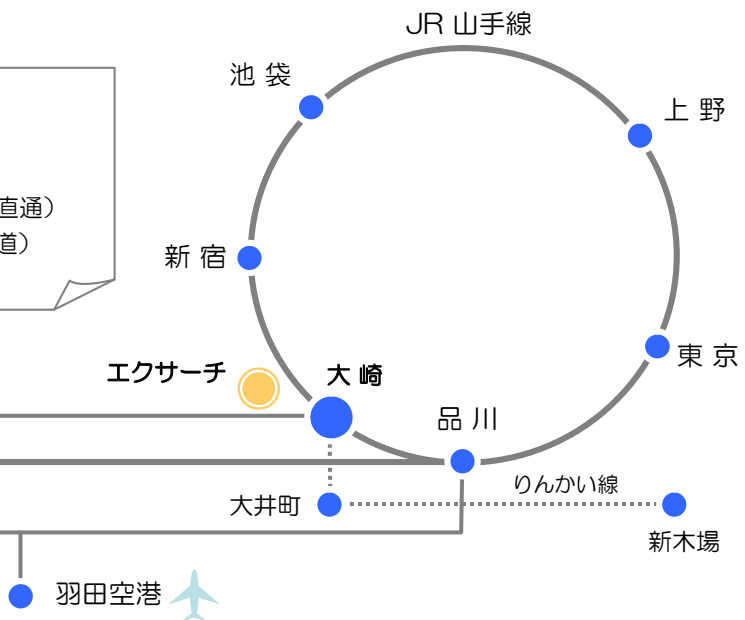 JR 山手線
池 袋
上 野
直通）
道）
新 宿
東 京
エクサーチ
大 崎
品 川
りんかい線
大井町
新木場
羽田空港